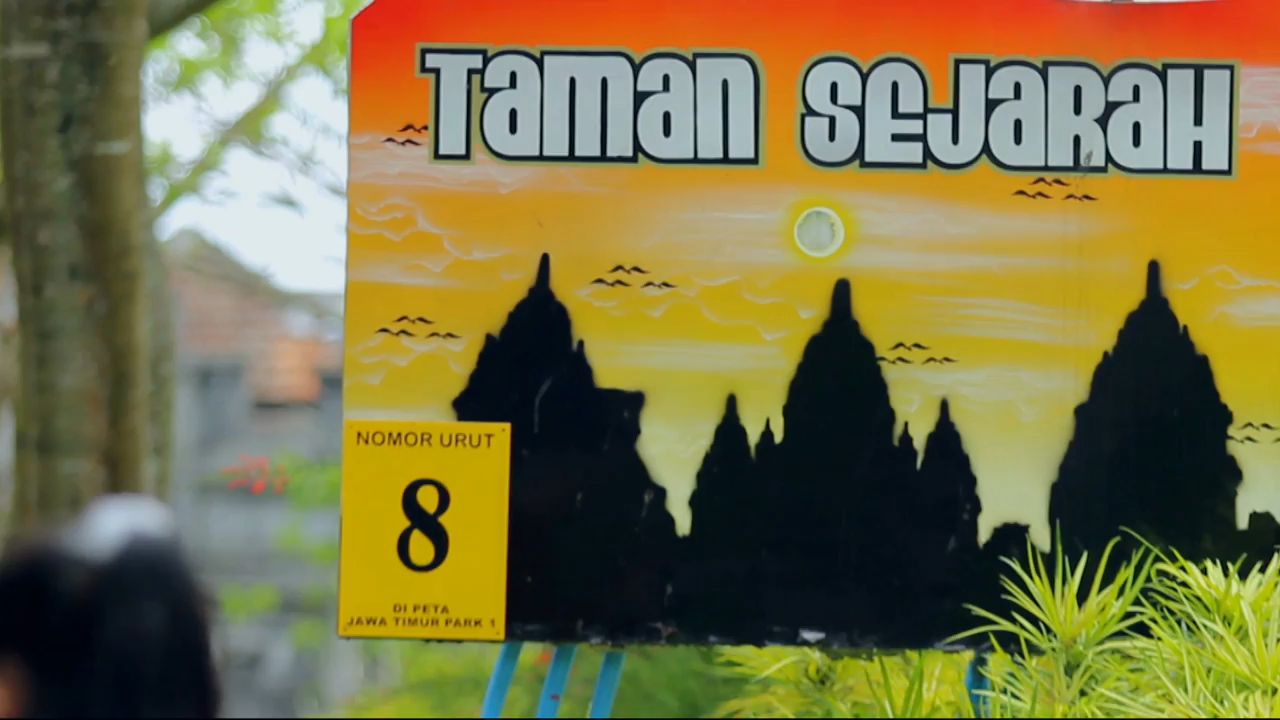 TAMAN SEJARAH
NOMOR URUT
8
DI PETA
JAWA TIMUR PARK 1